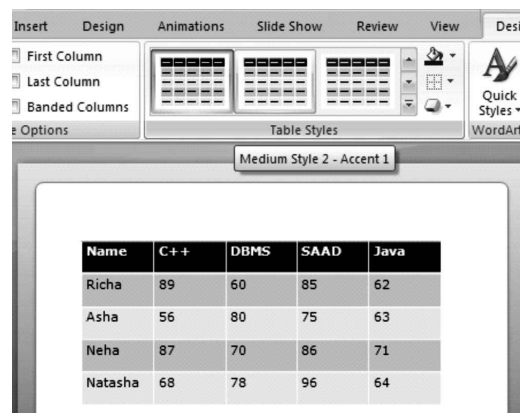 Insert Design Animations Slide Show Review View Desi
First Column
Last Column
Banded Columns
Quick
Styles
e Options Table Styles WordArt
Medium Style 2 - Accent 1
Name C++ DBMS SAAD Java
Richa 89 60 85 62
Asha 56 80 75 63
Neha 87 70 86 71
Natasha 68 78 96 64